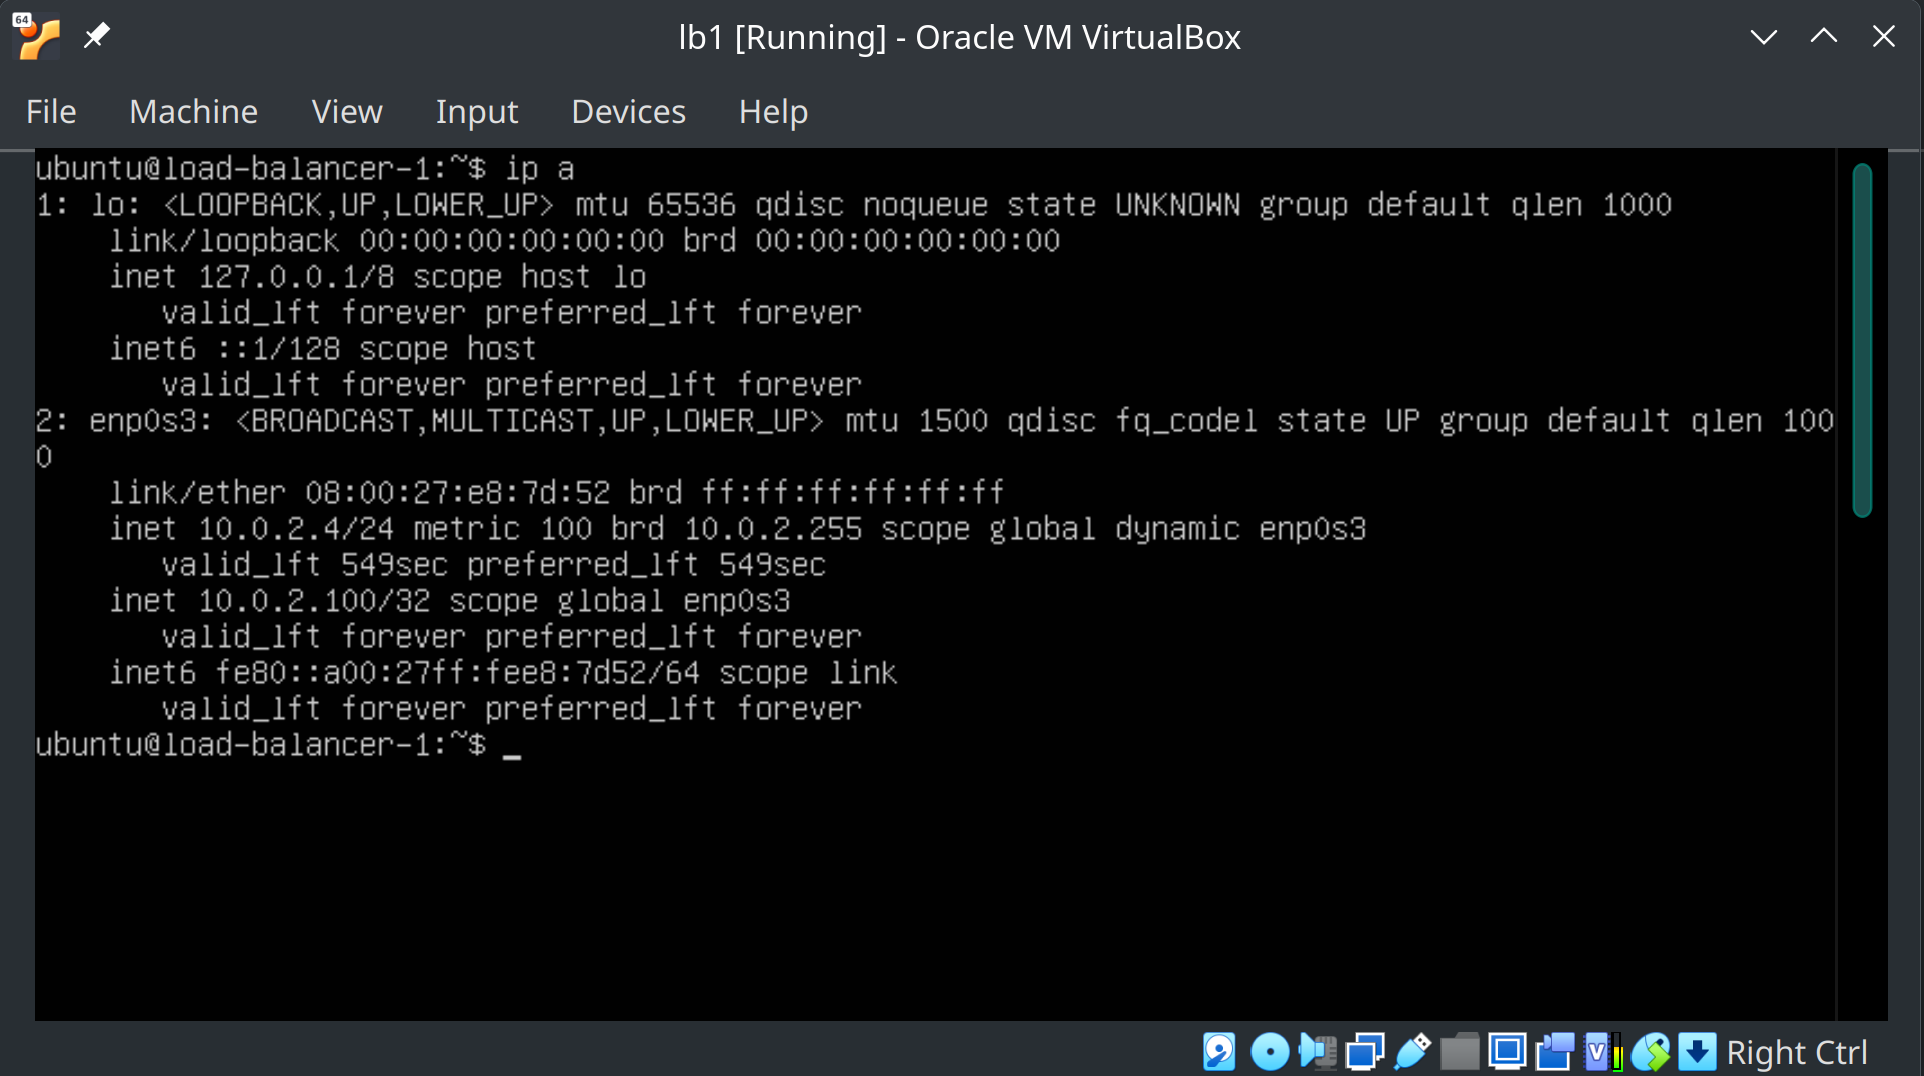 64
lb1 [Running] - Oracle VM VirtualBox
File Machine View Input Devices Help
ubuntu@load-balancer-1:~$ ip a
1: lo: <LOOPBACK,UP,LOWER_UP> mtu 65536 qdisc noqueue state UNKNOWN group default qlen 1000
    link/loopback 00:00:00:00:00:00 brd 00:00:00:00:00:00
    inet 127.0.0.1/8 scope host lo
       valid_lft forever preferred_lft forever
    inet6 ::1/128 scope host
       valid_lft forever preferred_lft forever
2: enp0s3: <BROADCAST,MULTICAST,UP,LOWER_UP> mtu 1500 qdisc fq_codel state UP group default qlen 100
0
    link/ether 08:00:27:e8:7d:52 brd ff:ff:ff:ff:ff:ff
    inet 10.0.2.4/24 metric 100 brd 10.0.2.255 scope global dynamic enp0s3
       valid_lft 549sec preferred_lft 549sec
    inet 10.0.2.100/32 scope global enp0s3
       valid_lft forever preferred_lft forever
    inet6 fe80::a00:27ff:fee8:7d52/64 scope link
       valid_lft forever preferred_lft forever
ubuntu@load-balancer-1:~$ _
V
Right Ctrl